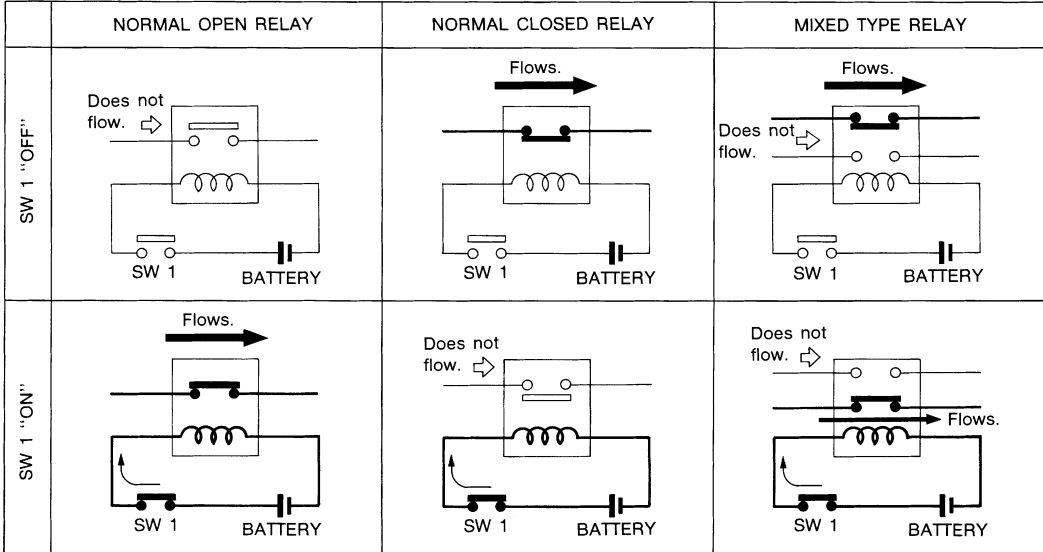 NORMAL OPEN RELAY
NORMAL CLOSED RELAY
MIXED TYPE RELAY
SW 1 “OFF”
Does not
flow.
SW 1
BATTERY
Flows.
SW 1
BATTERY
Flows.
Does not
flow.
SW 1
BATTERY
SW 1 “ON”
Flows.
SW 1
BATTERY
Does not
flow.
SW 1
BATTERY
Does not
flow.
Flows.
SW 1
BATTERY